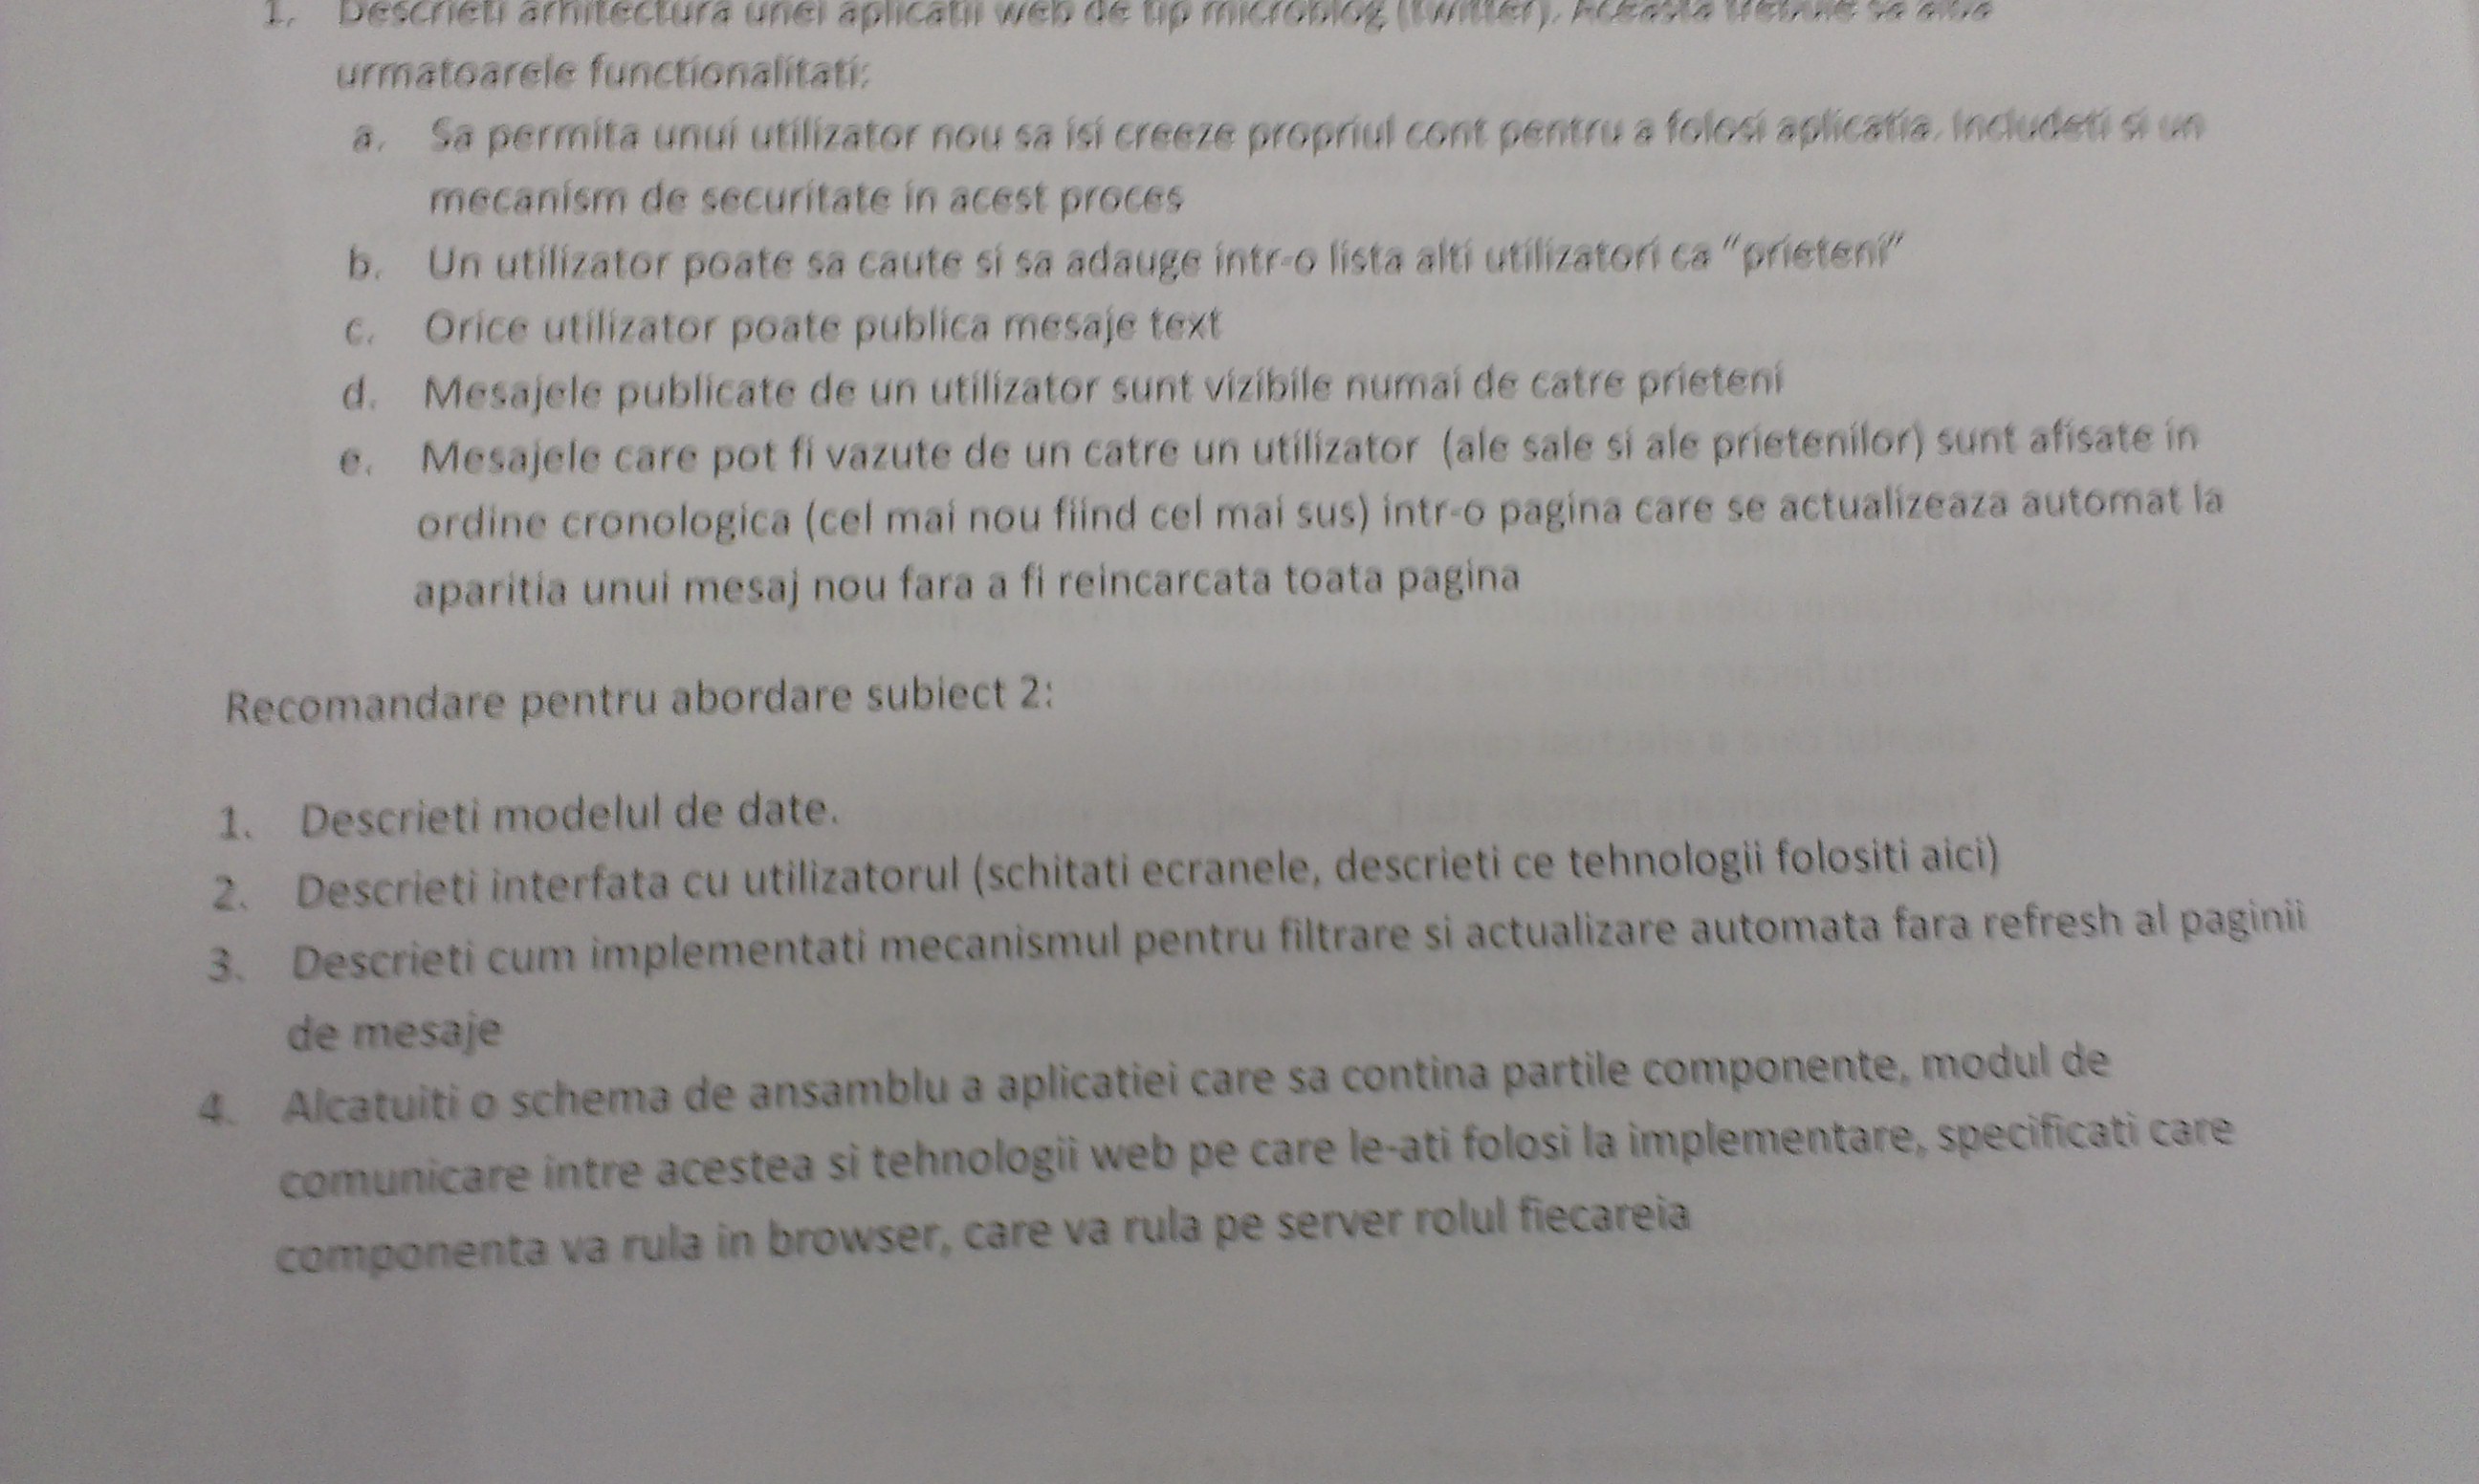 1. Descrieti arhitectura unei aplicatii web de tip microblog (twitter). Aceasta trebuie sa aiba
urmatoarele functionalitati:
a. Sa permita unui utilizator nou sa isi creeze propriul cont pentru a folosi aplicatia. Includeti si un
mecanism de securitate in acest proces
b. Un utilizator poate sa caute si sa adauge intr-o lista alti utilizatori ca "prieteni"
c. Orice utilizator poate publica mesaje text
d. Mesajele publicate de un utilizator sunt vizibile numai de catre prieteni
e. Mesajele care pot fi vazute de un catre un utilizator (ale sale si ale prietenilor) sunt afisate in
ordine cronologica (cel mai nou fiind cel mai sus) intr-o pagina care se actualizeaza automat la
aparitia unui mesaj nou fara a fi reincarcata toata pagina
Recomandare pentru abordare subiect 2:
1. Descrieti modelul de date.
2. Descrieti interfata cu utilizatorul (schitati ecranele, descrieti ce tehnologii folositi aici)
3. Descrieti cum implementati mecanismul pentru filtrare si actualizare automata fara refresh al paginii
de mesaje
4. Alcatuiti o schema de ansamblu a aplicatiei care sa contina partile componente, modul de
comunicare intre acestea si tehnologii web pe care le-ati folosi la implementare, specificati care
componenta va rula in browser, care va rula pe server rolul fiecareia